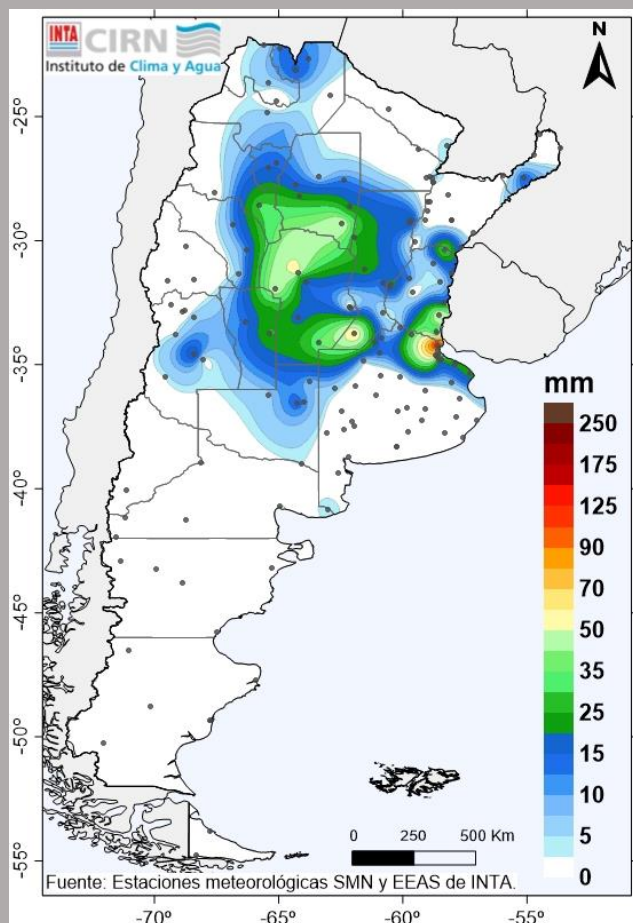 INTA CIRN
Instituto de Clima y Agua
N
-25°
-30°
-35°
-40°
-45°
-50°
-55°
mm
250
175
125
90
70
50
35
25
15
10
5
0
0 250 500 Km
Fuente: Estaciones meteorológicas SMN y EEAS de INTA.
-70° -65° -60° -55°